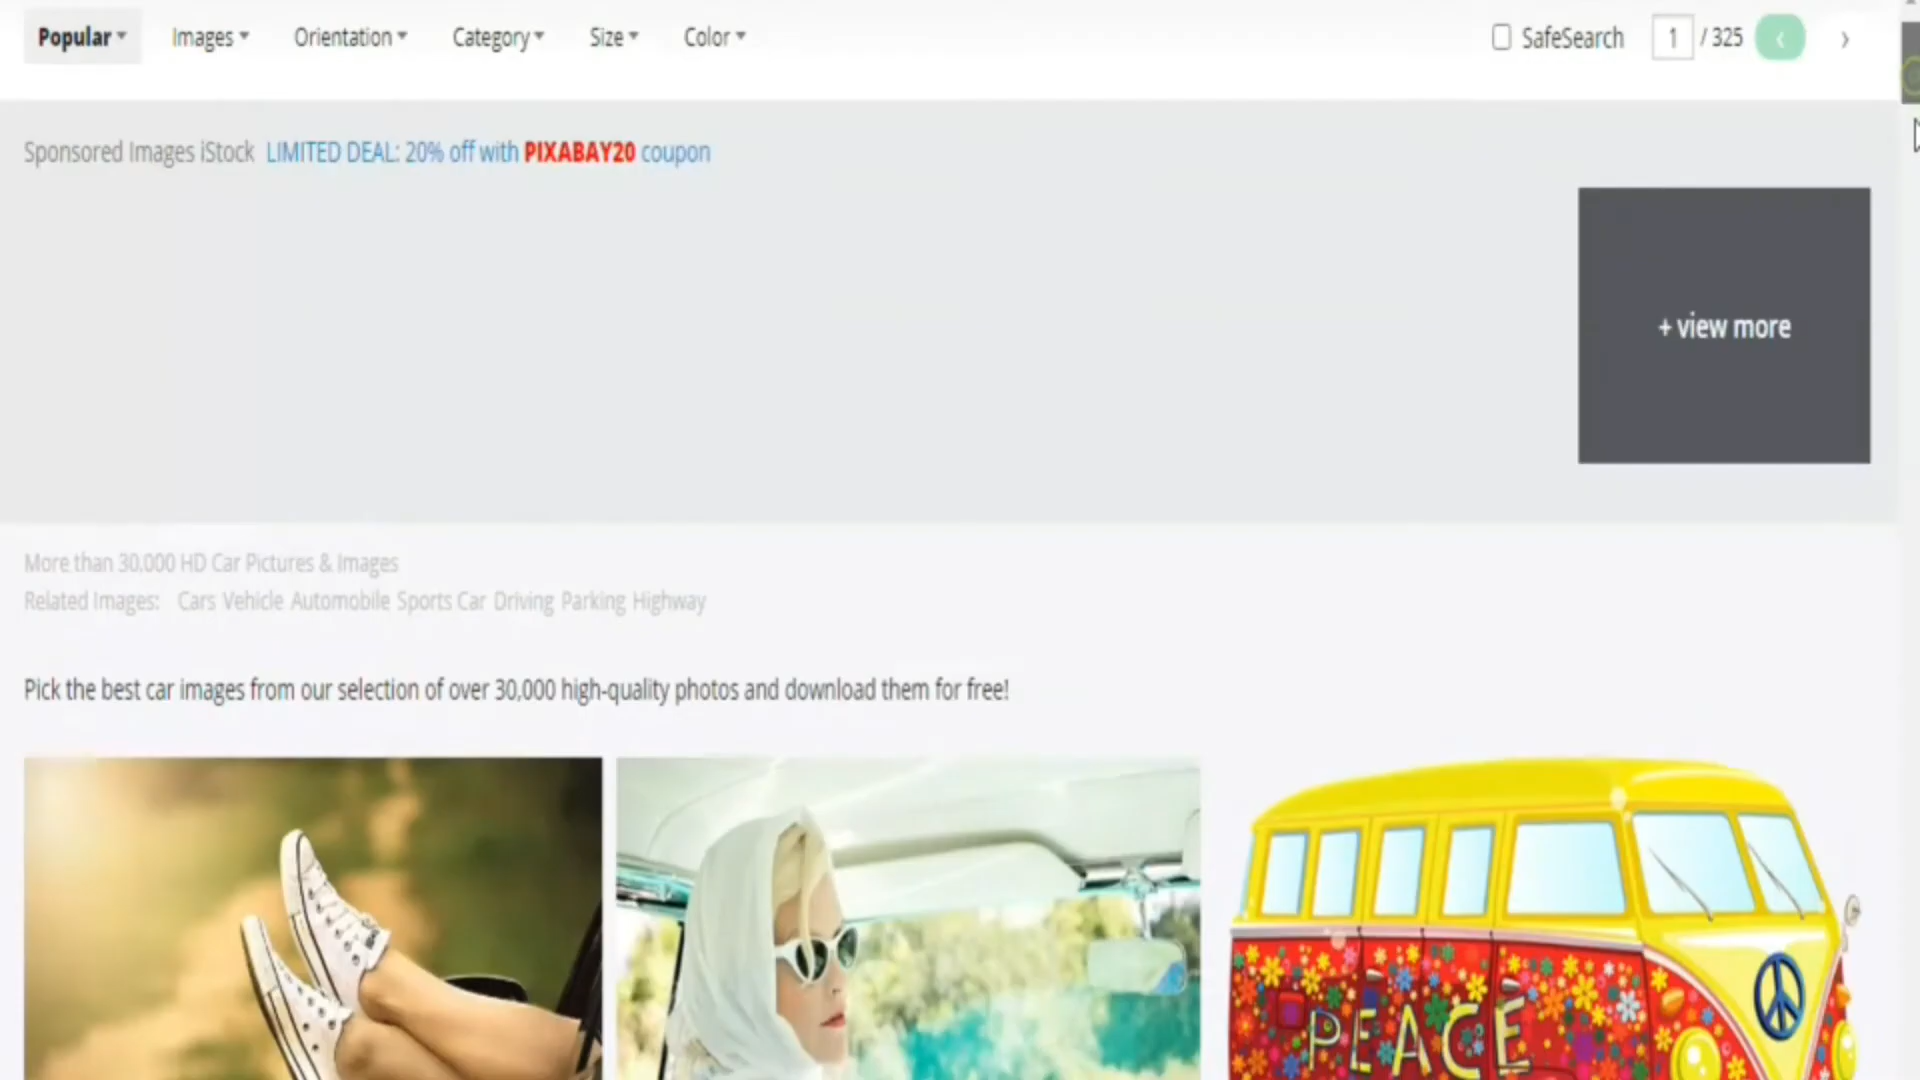 Popular Images Orientation Category Size Color SafeSearch 1 / 325
Sponsored Images iStock LIMITED DEAL: 20% off with PIXABAY20 coupon
+ view more
More than 30.000 HD Car Pictures & Images
Related Images: Cars Vehicle Automobile Sports Car Driving Parking Highway
Pick the best car images from our selection of over 30,000 high-quality photos and download them for free!
PEACE